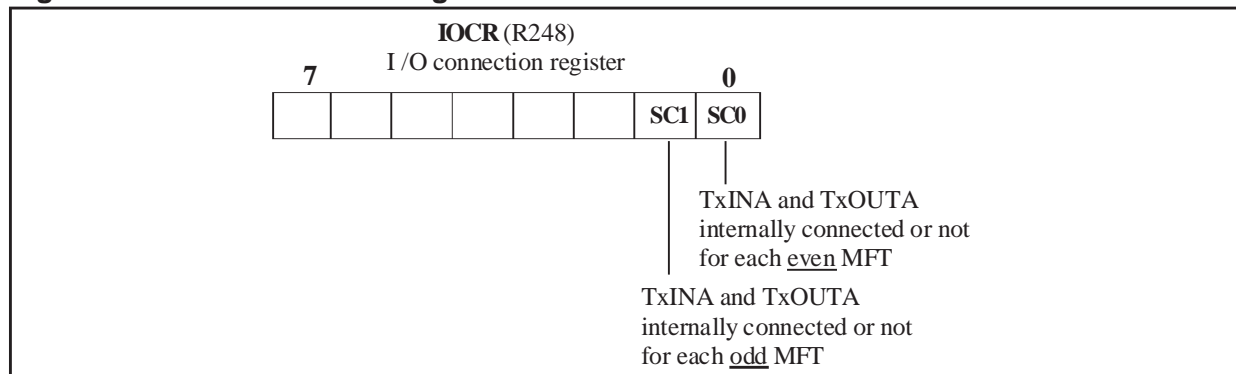 IOCR (R248)
I /O connection register
7 0
SC1 SC0
TxINA and TxOUTA
internally connected or not
for each even MFT
TxINA and TxOUTA
internally connected or not
for each odd MFT